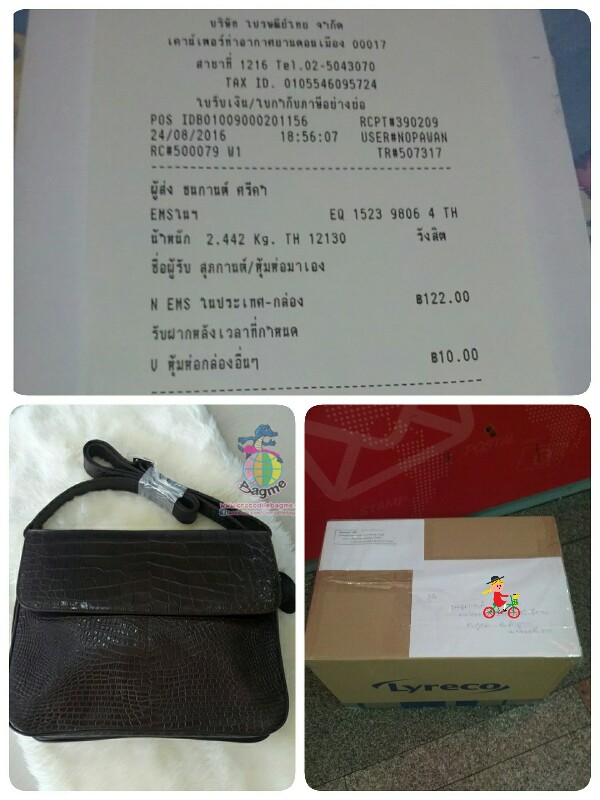 บริษัท ไปรษณีย์ไทย จำกัด
เคาน์เตอร์ท่าอากาศยานดอนเมือง 00017
สาขาที่ 1216 Tel.02-5043070
TAX ID. 0105546095724
ใบรับเงิน/ใบกำกับภาษีอย่างย่อ
POS IDB01009000201156 RCPT#390209
24/08/2016 18:56:07 USER#NOPAWAN
RC#500079 W1 TR#507317
ผู้ส่ง ธนกานต์ ศรีดา
EMSในฯ EQ 1523 9806 4 TH
น้ำหนัก 2.442 Kg. TH 12130 รังสิต
ชื่อผู้รับ สุภกานต์/หุ้มห่อมาเอง
N EMS ในประเทศ-กล่อง ฿122.00
รับฝากหลังเวลาที่กำหนด
V หุ้มห่อกล่องอื่นๆ ฿10.00
Bagme
Lyreco